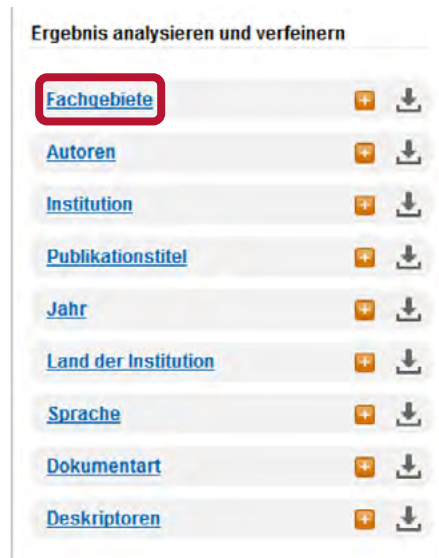 Ergebnis analysieren und verfeinern
Fachgebiete
Autoren
Institution
Publikationstitel
Jahr
Land der Institution
Sprache
Dokumentart
Deskriptoren